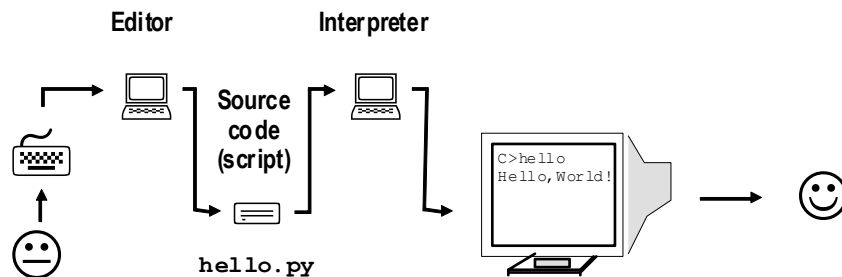 Editor
Interpreter
Source
code
(script)
C>hello
Hello,World!
hello.py